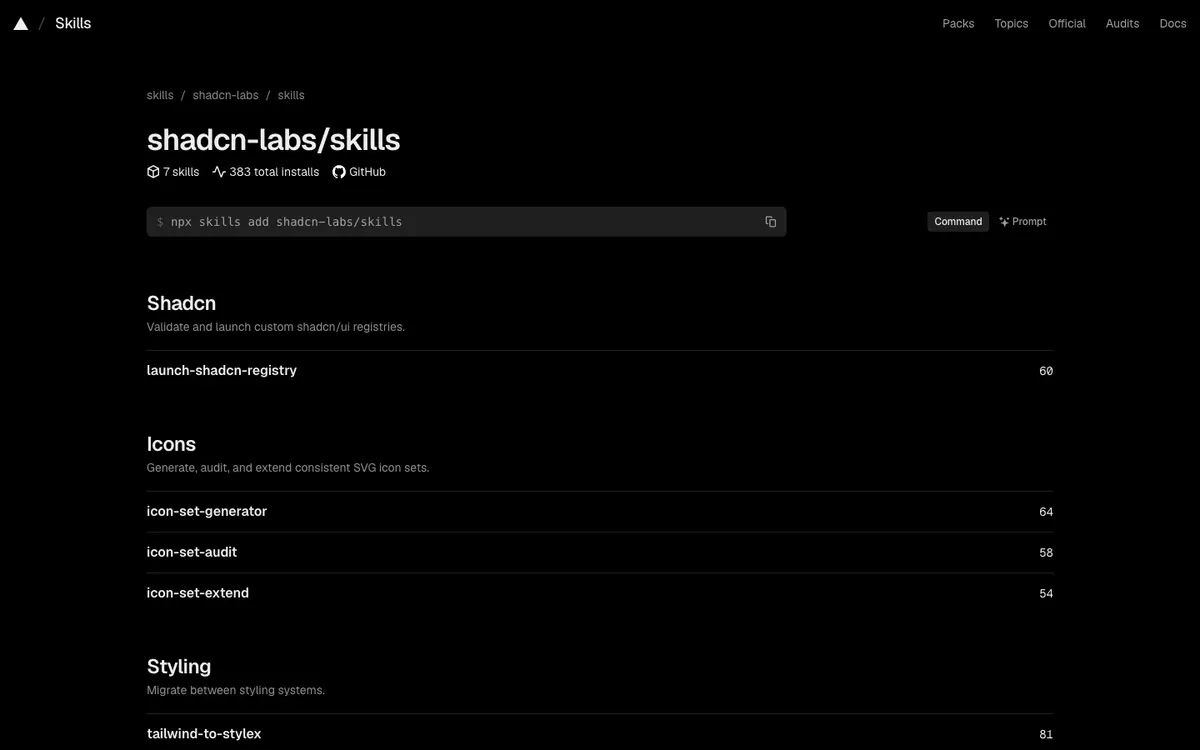 / Skills
Packs Topics Official Audits Docs
skills / shadcn-labs / skills
shadcn-labs/skills
7 skills 383 total installs GitHub
$ npx skills add shadcn-labs/skills
Command Prompt
Shadcn
Validate and launch custom shadcn/ui registries.
launch-shadcn-registry 60
Icons
Generate, audit, and extend consistent SVG icon sets.
icon-set-generator 64
icon-set-audit 58
icon-set-extend 54
Styling
Migrate between styling systems.
tailwind-to-stylex 81